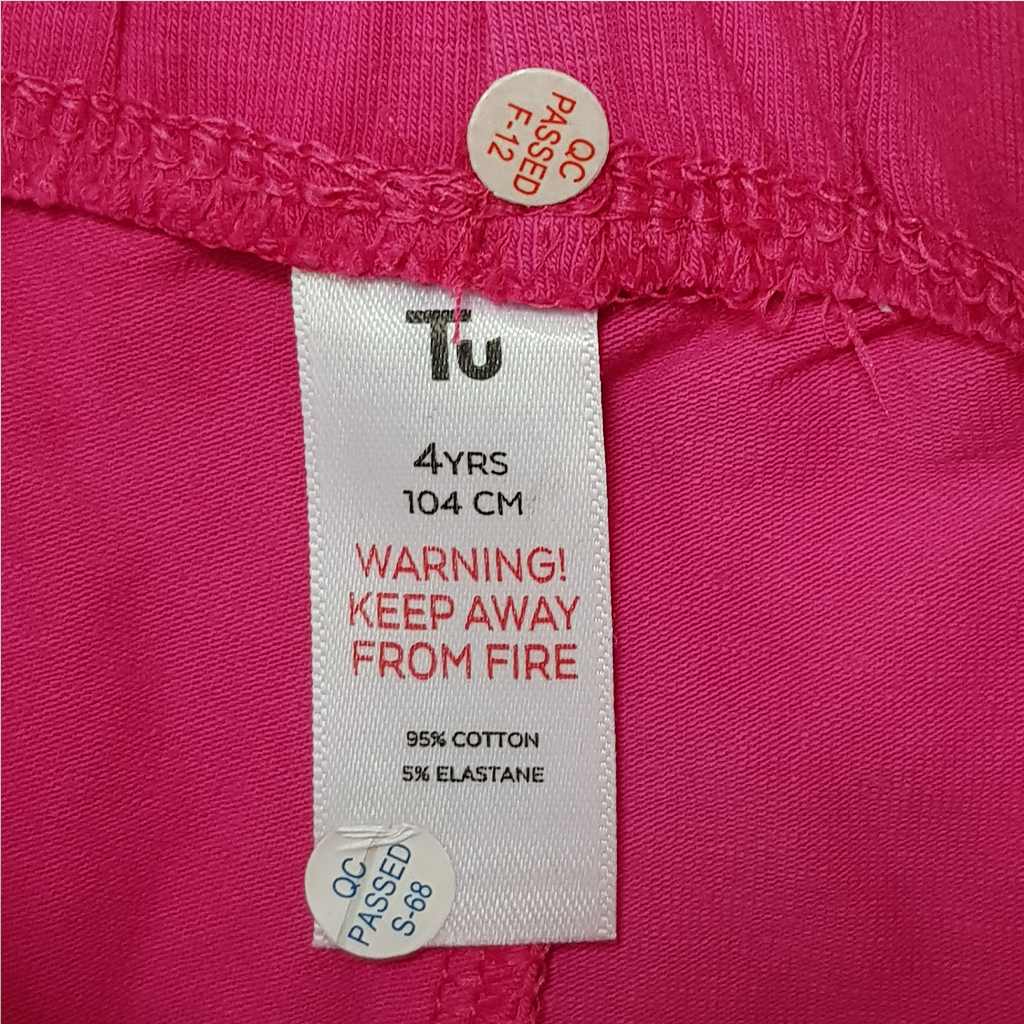 QC
PASSED
F-12
Tu
4YRS
104 CM
WARNING!
KEEP AWAY
FROM FIRE
95% COTTON
5% ELASTANE
QC
PASSED
S-68